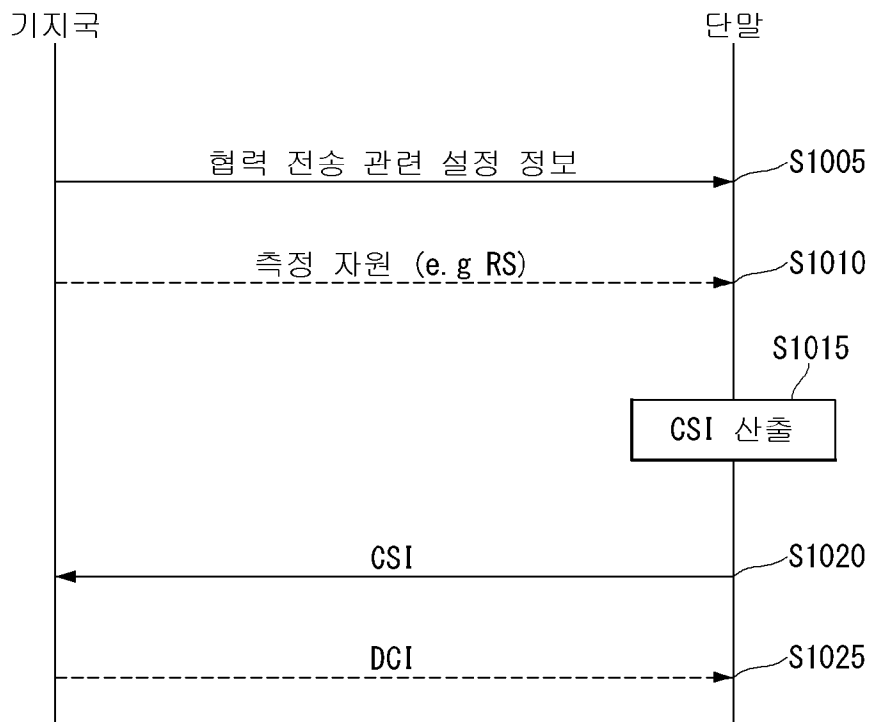 기지국
단말
협력 전송 관련 설정 정보
S1005
측정 자원 (e.g RS)
S1010
S1015
CSI 산출
CSI
S1020
DCI
S1025